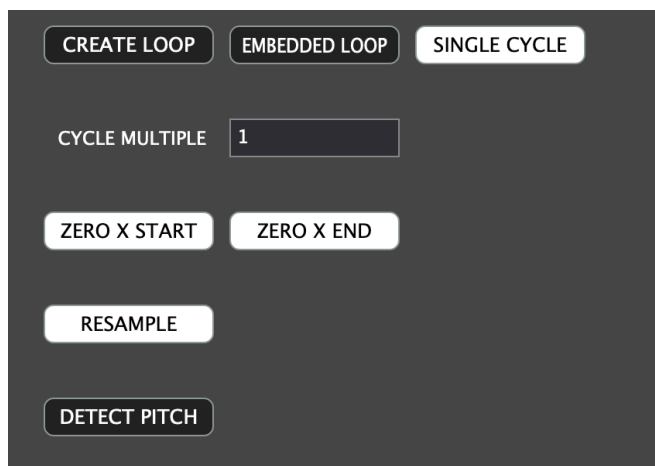 CREATE LOOP EMBEDDED LOOP SINGLE CYCLE
CYCLE MULTIPLE 1
ZERO X START ZERO X END
RESAMPLE
DETECT PITCH